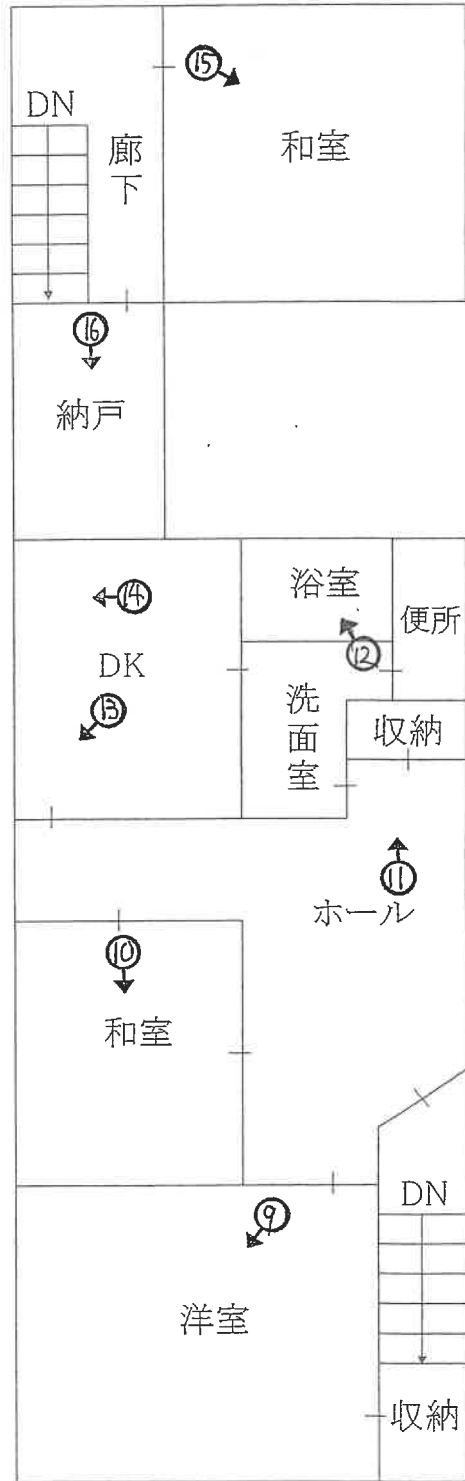 ⑮
DN
廊下
和室
⑯
納戸
⑭
浴室
便所
DK
⑫
⑬
洗面室
収納
⑪
ホール
⑩
和室
DN
⑨
洋室
収納